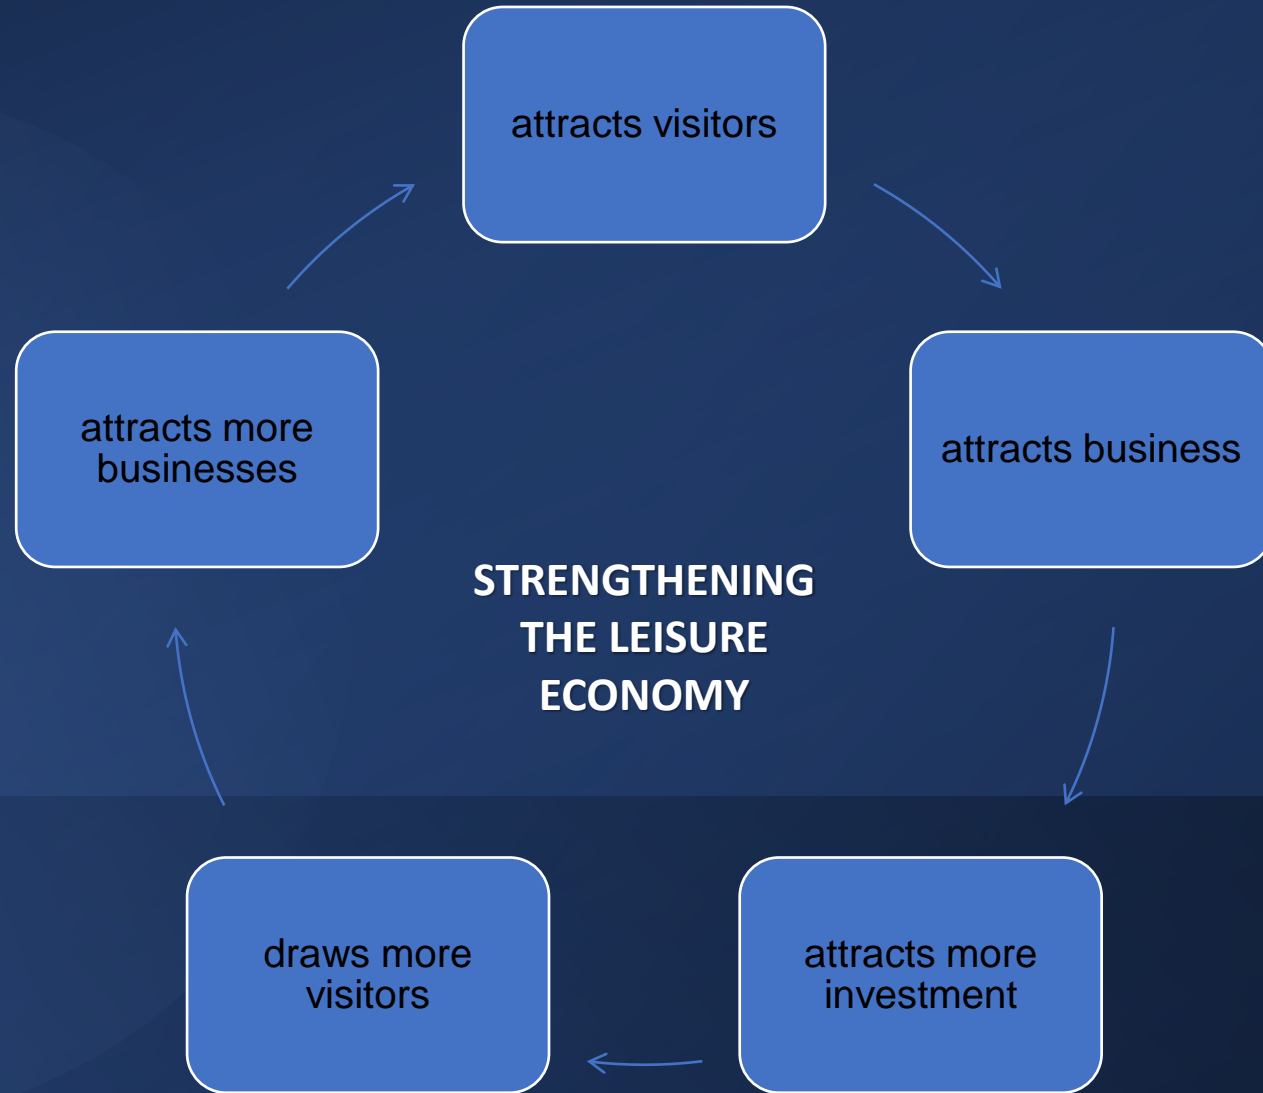 attracts visitors
attracts business
attracts more
investment
draws more
visitors
attracts more
businesses
STRENGTHENING
THE LEISURE
ECONOMY